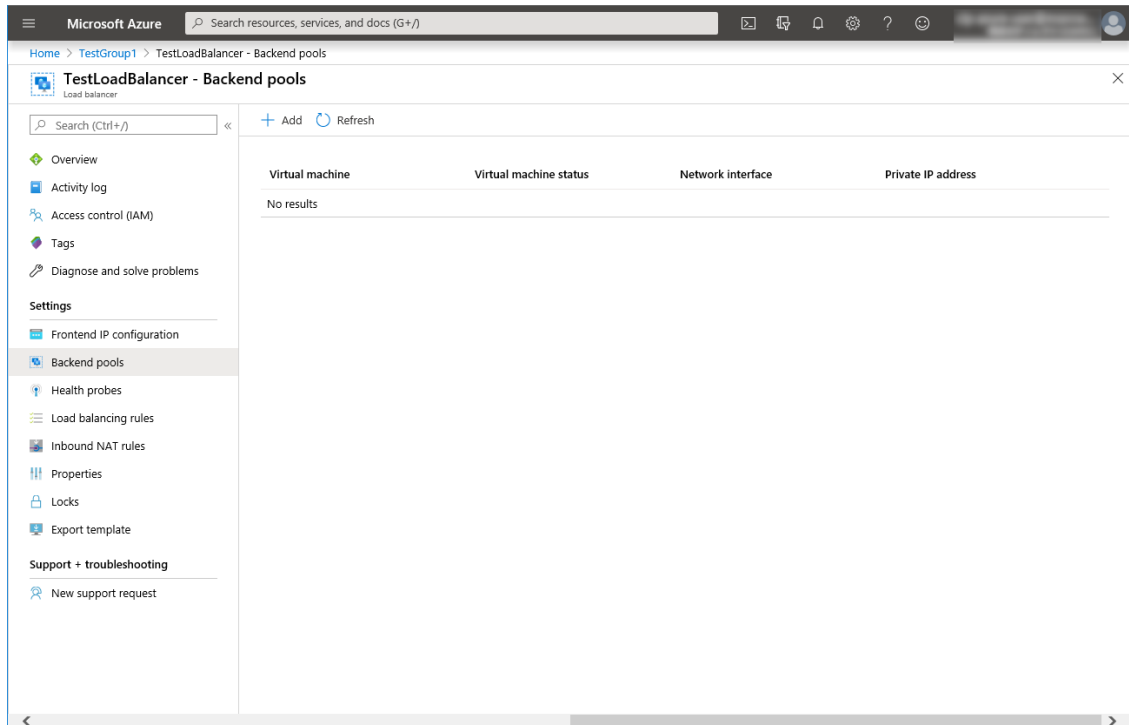 Microsoft Azure
Search resources, services, and docs (G+/)
Home > TestGroup1 > TestLoadBalancer - Backend pools
TestLoadBalancer - Backend pools
Load balancer
Search (Ctrl+/)
Add Refresh
Overview
Activity log
Access control (IAM)
Tags
Diagnose and solve problems
Settings
Frontend IP configuration
Backend pools
Health probes
Load balancing rules
Inbound NAT rules
Properties
Locks
Export template
Support + troubleshooting
New support request
Virtual machine Virtual machine status Network interface Private IP address
No results